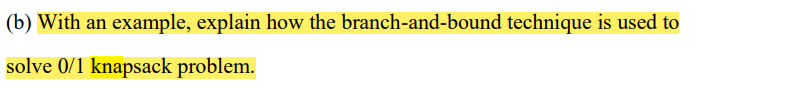 (b) With an example, explain how the branch-and-bound technique is used to
solve 0/1 knapsack problem.